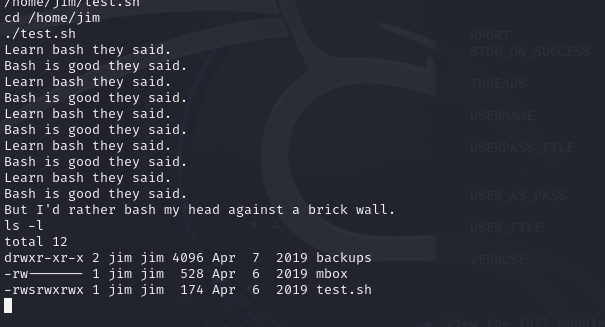 /home/jim/test.sh
cd /home/jim
./test.sh
Learn bash they said.
Bash is good they said.
Learn bash they said.
Bash is good they said.
Learn bash they said.
Bash is good they said.
Learn bash they said.
Bash is good they said.
Learn bash they said.
Bash is good they said.
But I'd rather bash my head against a brick wall.
ls -l
total 12
drwxr-xr-x 2 jim jim 4096 Apr  7  2019 backups
-rw------- 1 jim jim  528 Apr  6  2019 mbox
-rwsrwxrwx 1 jim jim  174 Apr  6  2019 test.sh
RPORT
STOP_ON_SUCCESS
THREADS
USERNAME
USERPASS_FILE
USER_AS_PASS
USER_FILE
VERBOSE
View the full modul